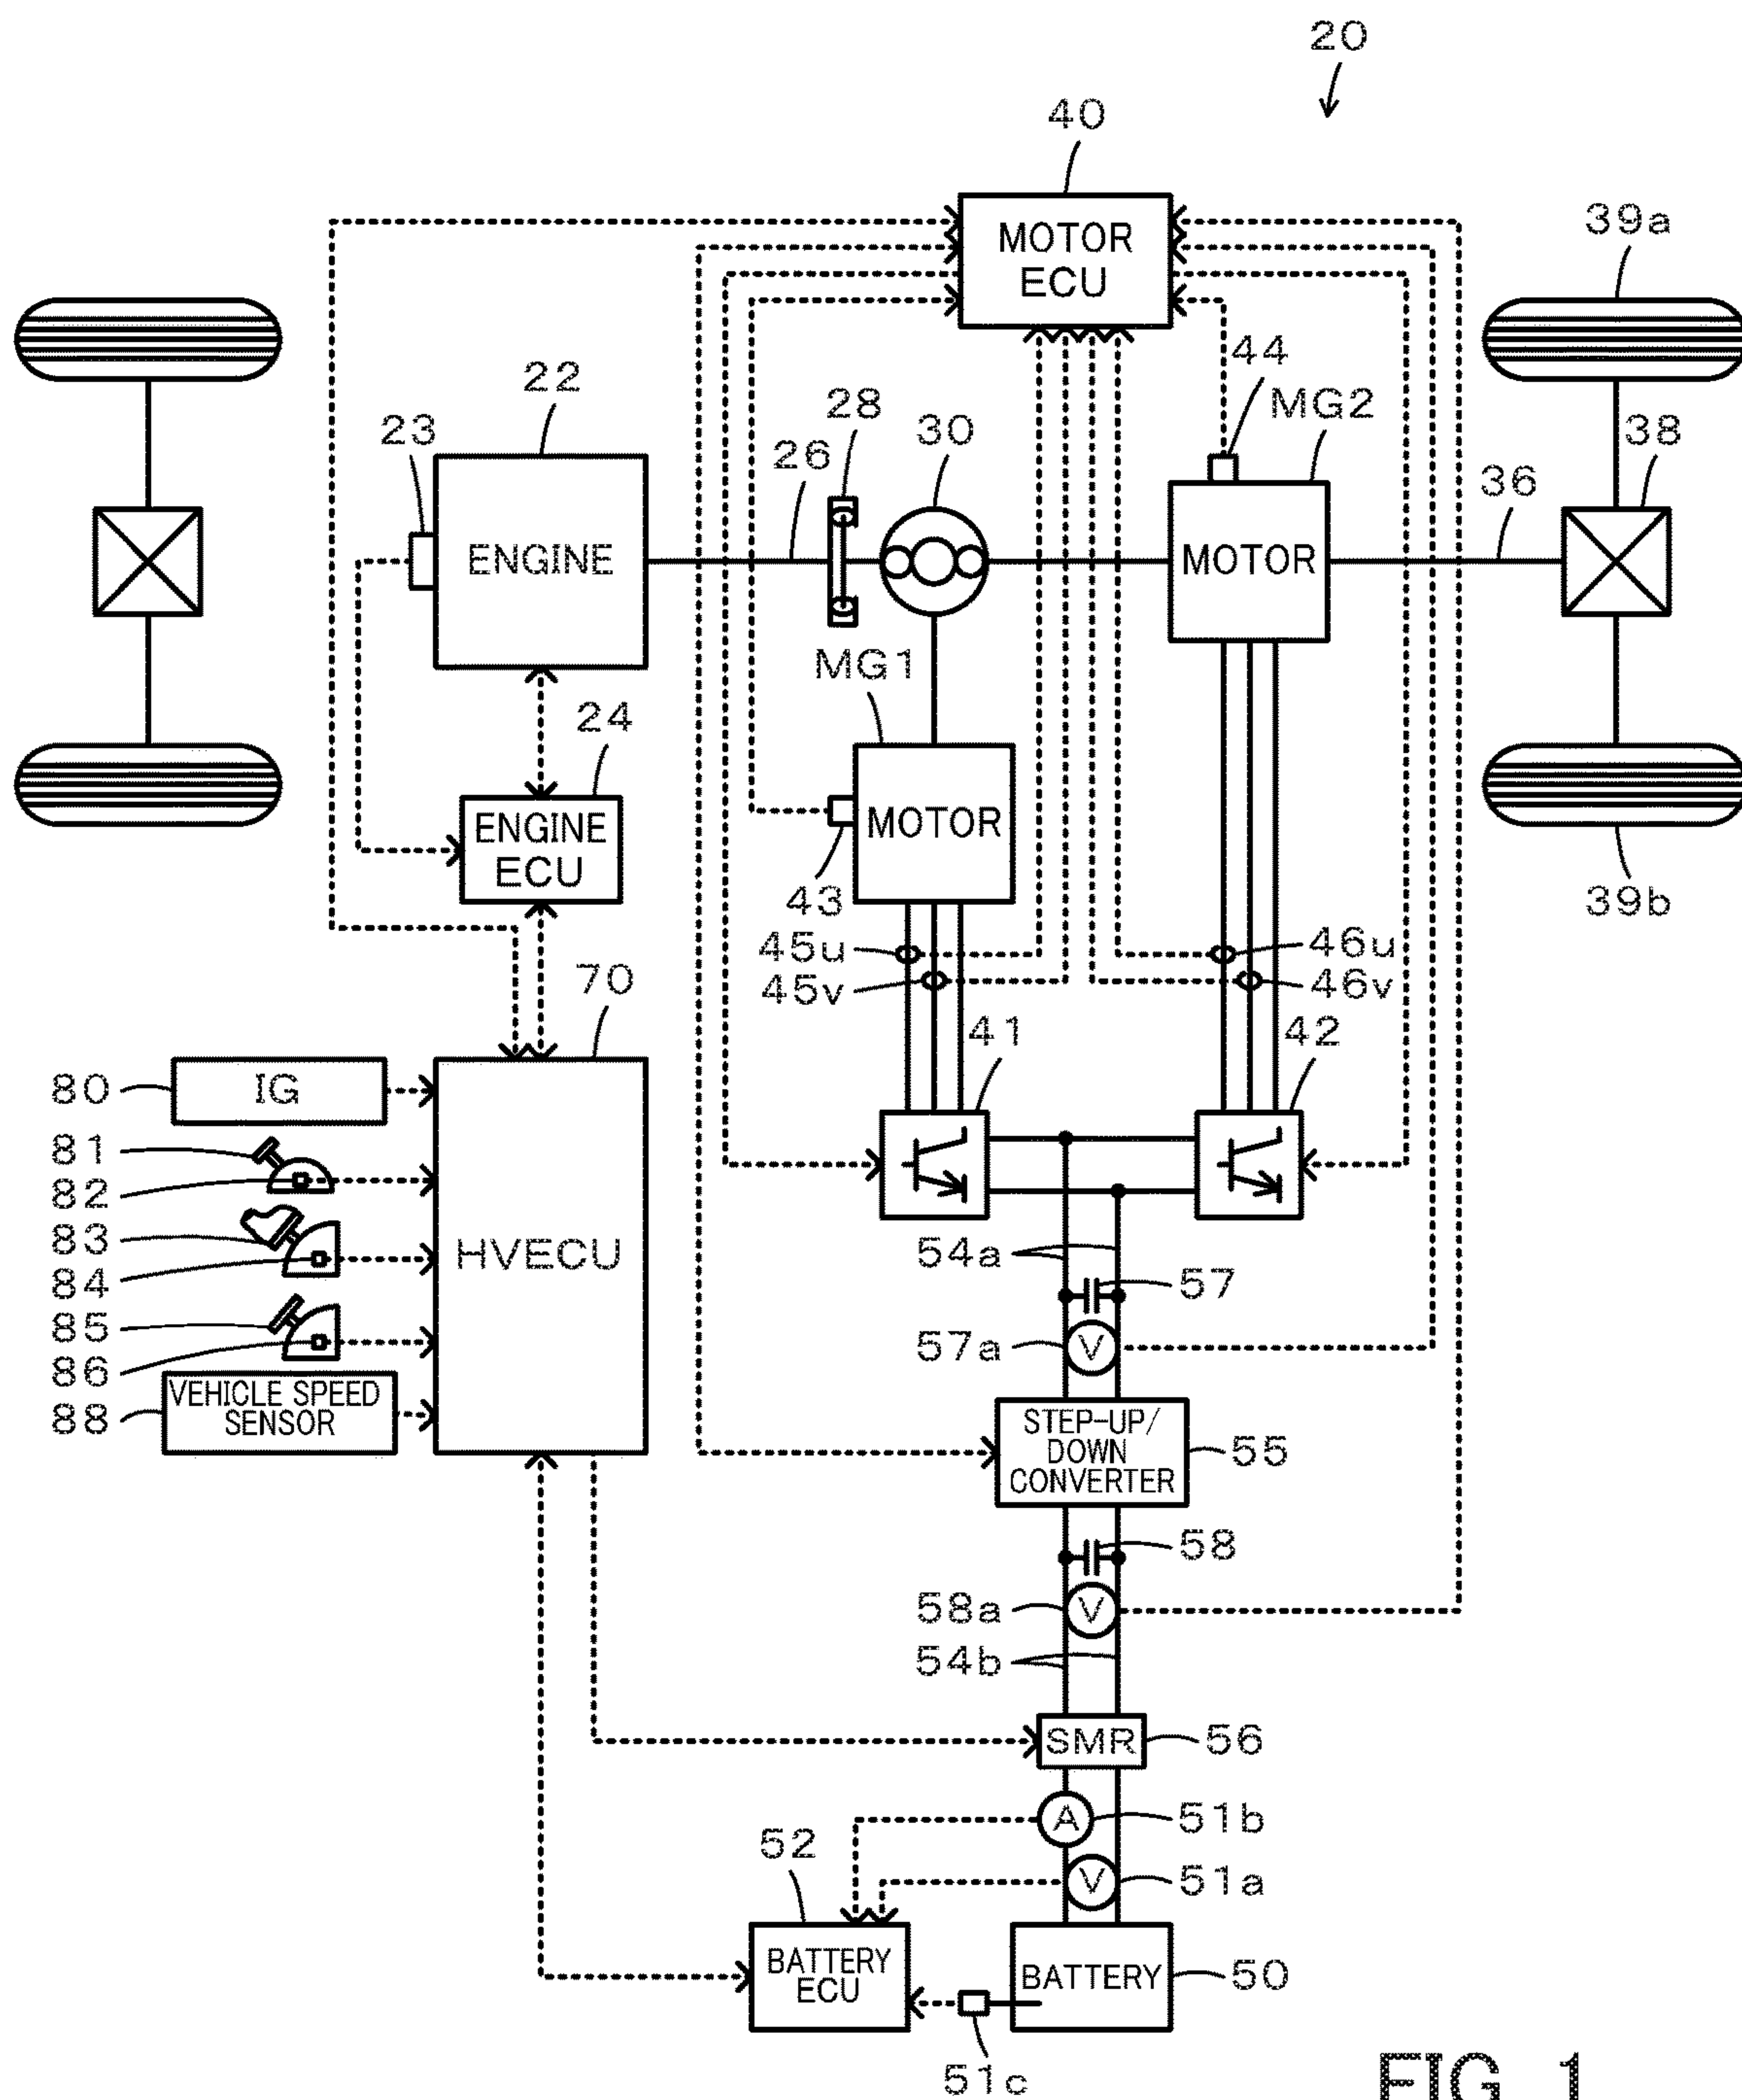 20
40
MOTOR
ECU
39a
44
22
28
MG2
23
26
30
38
36
ENGINE
MOTOR
MG1
24
ENGINE
ECU
MOTOR
43
39b
45u
46u
70
45v
46v
41
42
80
IG
81
82
83
HVECU
54a
84
57
85
57a
V
86
VEHICLE SPEED
SENSOR
88
STEP-UP/
DOWN
CONVERTER
55
58
58a
V
54b
SMR
56
A
51b
52
V
51a
BATTERY
ECU
BATTERY
50
51c
FIG. 1